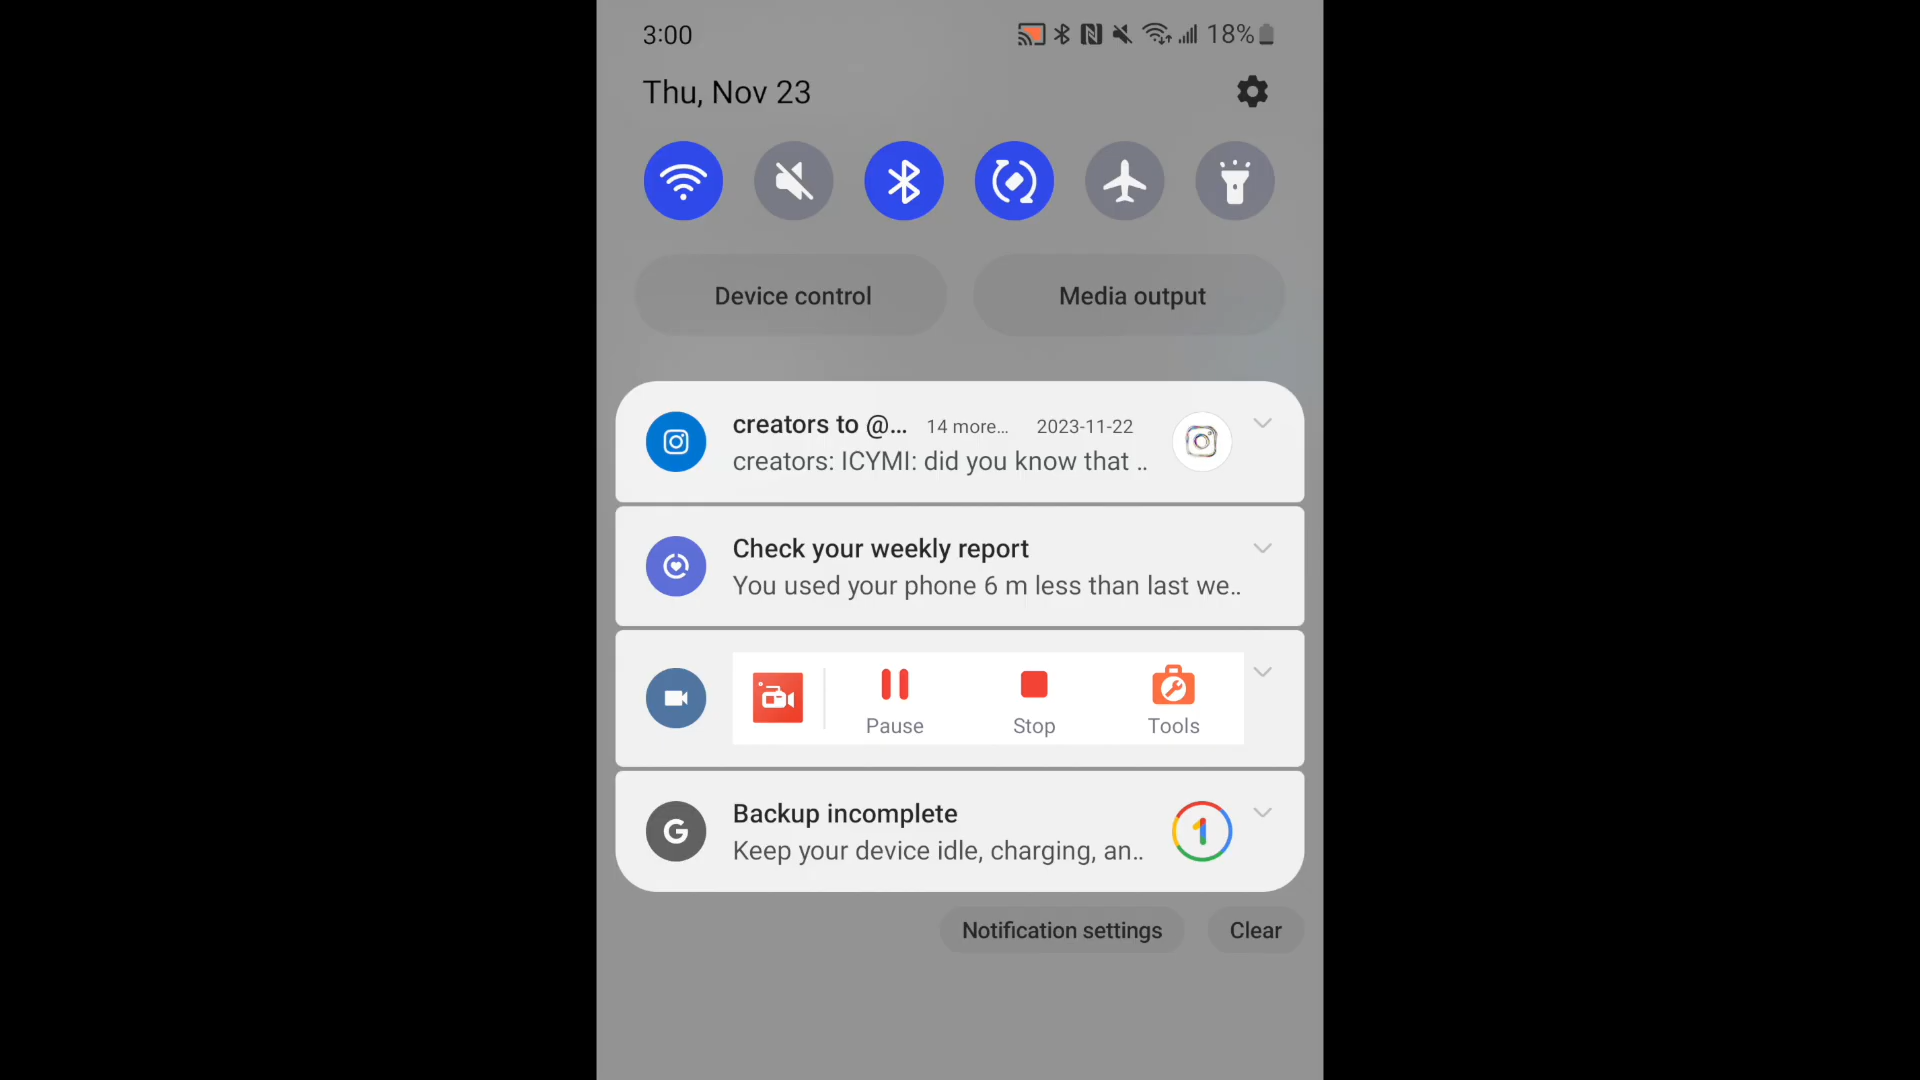 3:00
18%
Thu, Nov 23
Device control
Media output
creators to @... 14 more... 2023-11-22
creators: ICYMI: did you know that ..
Check your weekly report
You used your phone 6 m less than last we..
Pause
Stop
Tools
Backup incomplete
Keep your device idle, charging, an..
Notification settings
Clear